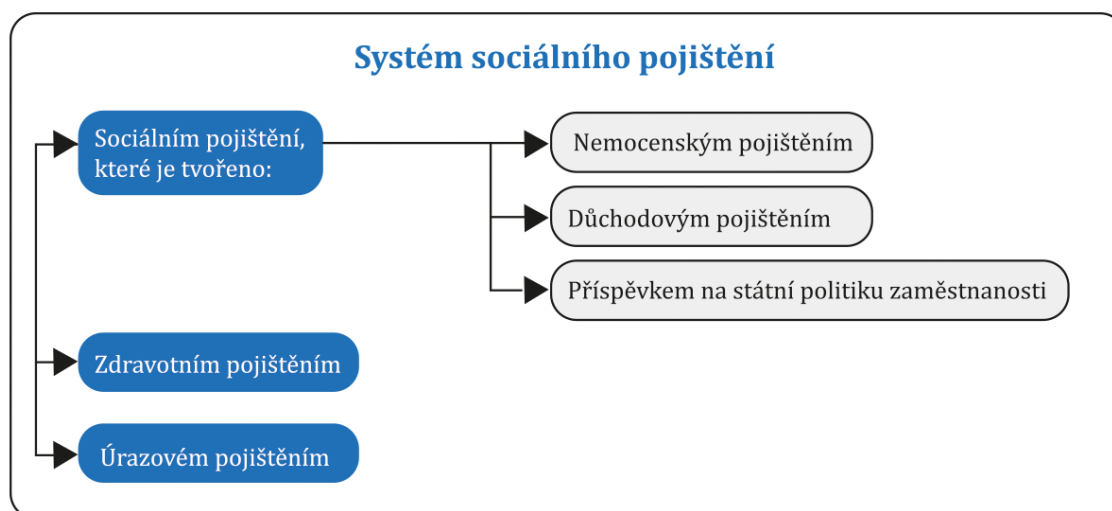 Systém sociálního pojištění
Sociálním pojištění,
které je tvořeno:
Nemocenským pojištěním
Důchodovým pojištěním
Příspěvkem na státní politiku zaměstnanosti
Zdravotním pojištěním
Úrazovém pojištěním